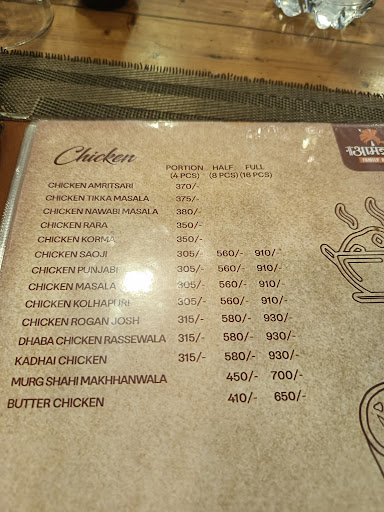 Chicken
PORTION HALF FULL
(4 PCS) (8 PCS) (16 PCS)
CHICKEN AMRITSARI 370/-
CHICKEN TIKKA MASALA 375/-
CHICKEN NAWABI MASALA 380/-
CHICKEN RARA 350/-
CHICKEN KORMA 350/-
CHICKEN SAOJI 305/- 560/- 910/-
CHICKEN PUNJABI 305/- 560/- 910/-
CHICKEN MASALA 305/- 560/- 910/-
CHICKEN KOLHAPURI 305/- 560/- 910/-
CHICKEN ROGAN JOSH 315/- 580/- 930/-
DHABA CHICKEN RASSEWALA 315/- 580/- 930/-
KADHAI CHICKEN 315/- 580/- 930/-
MURG SHAHI MAKHHANWALA 450/- 700/-
BUTTER CHICKEN 410/- 650/-
FAMILY